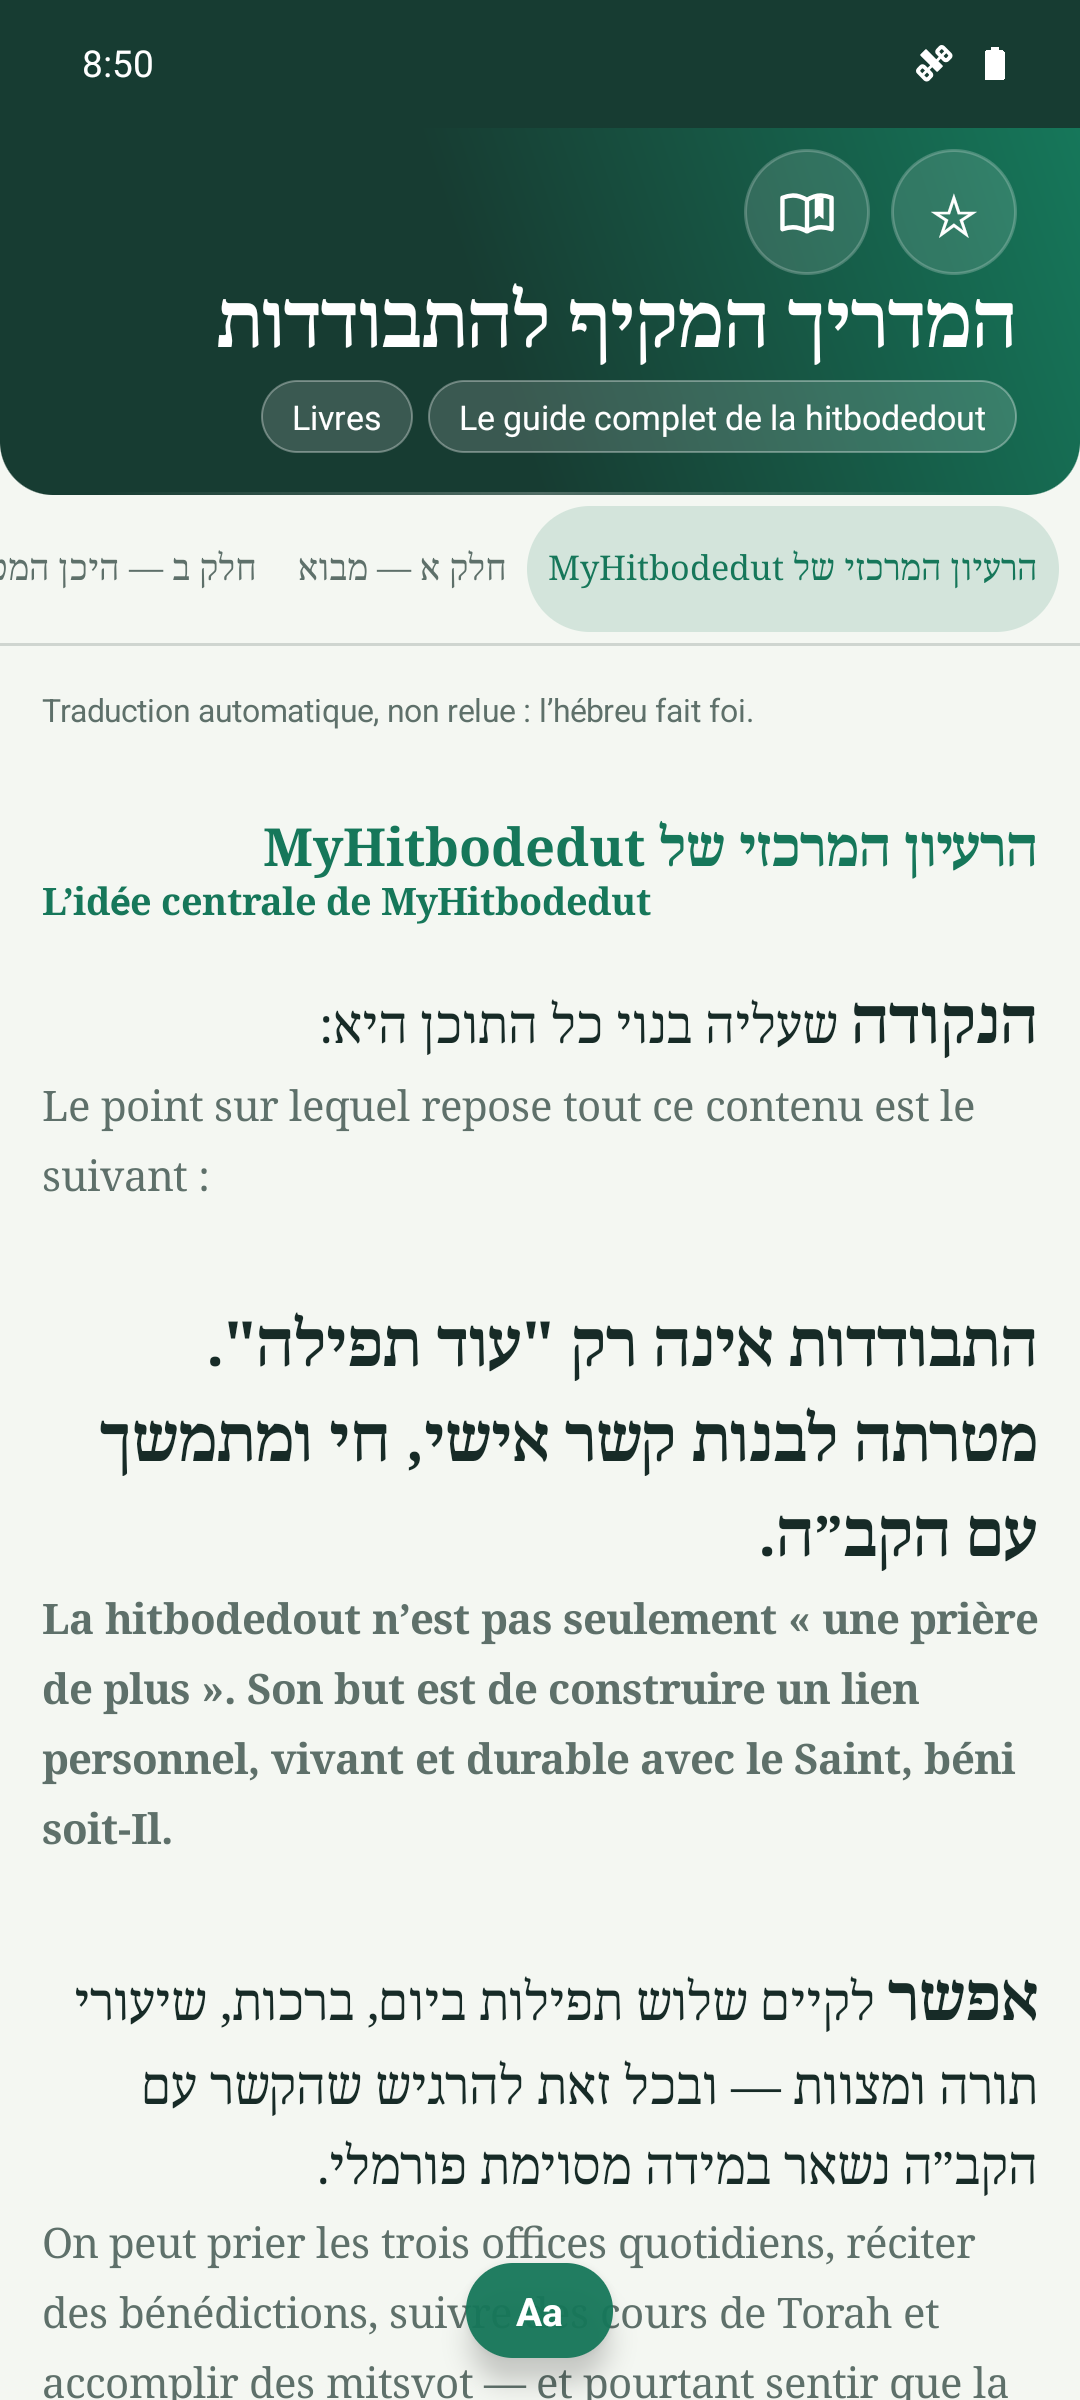 8:50
המדריך המקיף להתבודדות
Le guide complet de la hitbodedout
Livres
הרעיון המרכזי של MyHitbodedut
חלק א — מבוא
חלק ב — היכן
Traduction automatique, non relue : l’hébreu fait foi.
הרעיון המרכזי של MyHitbodedut
L’idée centrale de MyHitbodedut
הנקודה שעליה בנוי כל התוכן היא:
Le point sur lequel repose tout ce contenu est le
suivant :
התבודדות אינה רק "עוד תפילה".
מטרתה לבנות קשר אישי, חי ומתמשך
עם הקב”ה.
La hitbodedout n’est pas seulement « une prière
de plus ». Son but est de construire un lien
personnel, vivant et durable avec le Saint, béni
soit-Il.
אפשר לקיים שלוש תפילות ביום, ברכות, שיעורי
תורה ומצוות — ובכל זאת להרגיש שהקשר עם
הקב”ה נשאר במידה מסוימת פורמלי.
On peut prier les trois offices quotidiens, réciter
des bénédictions, suivre les cours de Torah et
Aa
accomplir des mitsvot — et pourtant sentir que la